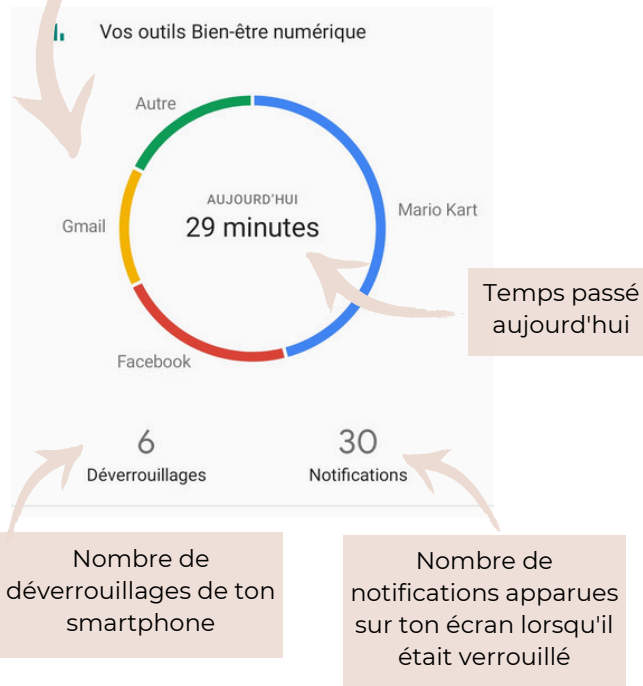 Vos outils Bien-être numérique
Autre
AUJOURD'HUI
29 minutes
Mario Kart
Gmail
Temps passé
aujourd'hui
Facebook
6
Déverrouillages
30
Notifications
Nombre de
déverrouillages de ton
smartphone
Nombre de
notifications apparues
sur ton écran lorsqu'il
était verrouillé